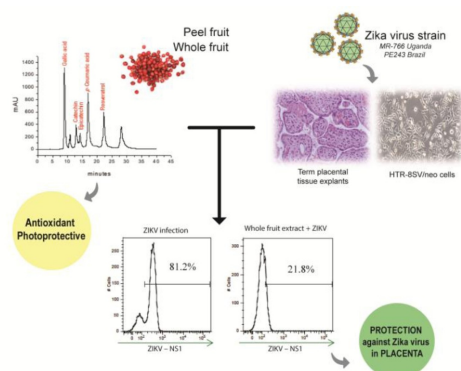 Peel fruit
Whole fruit
Zika virus strain
MR-766 Uganda
PE243 Brazil
mAU
1400
1200
1000
800
600
400
200
0
Gallic acid
Catechin
Epicatechin
p-Coumaric acid
Resveratrol
0 5 10 15 20 25 30 35 40 45
minutes
Term placental
tissue explants
HTR-8SV/neo cells
Antioxidant
Photoprotective
ZIKV infection
81.2%
# Cells
ZIKV – NS1
Whole fruit extract + ZIKV
21.8%
# Cells
ZIKV – NS1
PROTECTION
against Zika virus
in PLACENTA